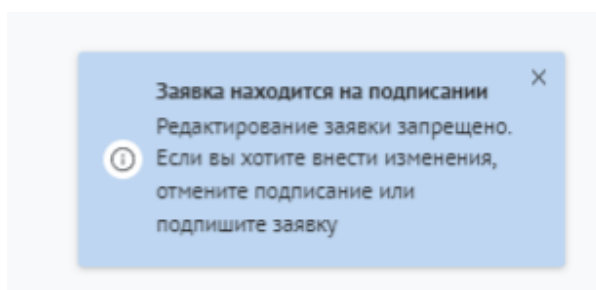 Заявка находится на подписании
Редактирование заявки запрещено.
Если вы хотите внести изменения,
отмените подписание или
подпишите заявку